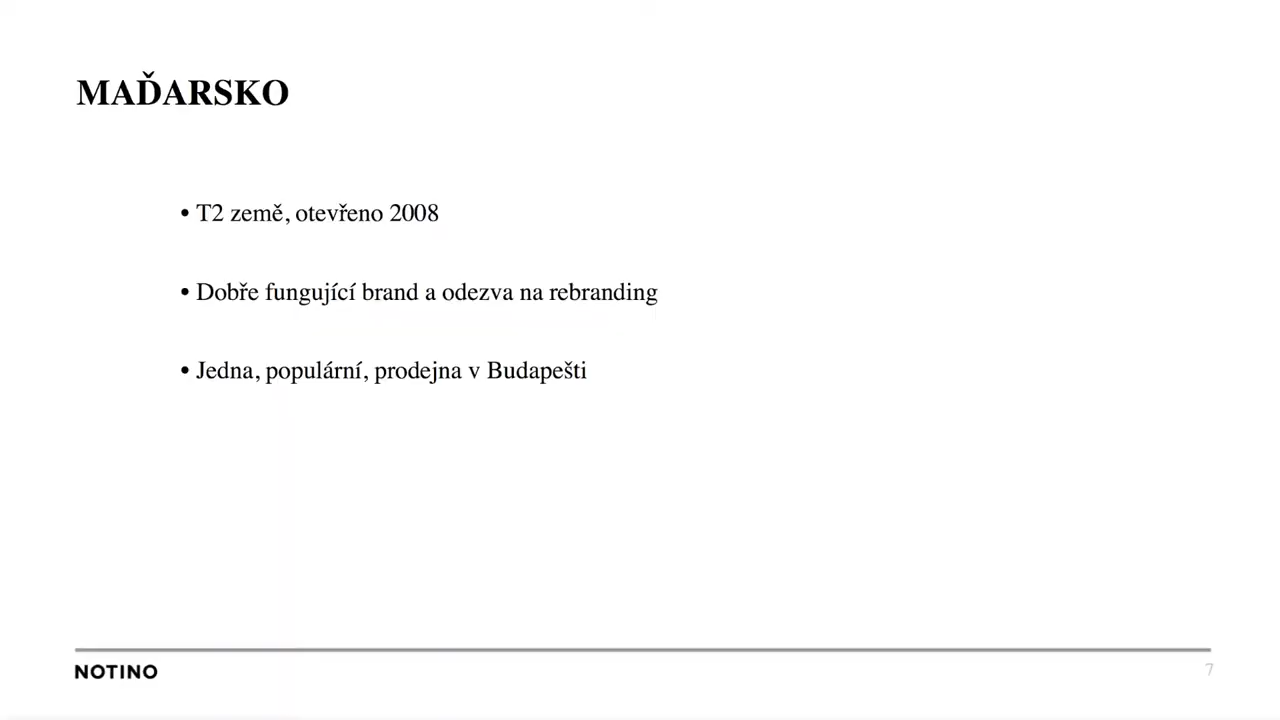 MAĎARSKO
• T2 země, otevřeno 2008
• Dobře fungující brand a odezva na rebranding
• Jedna, populární, prodejna v Budapešti
NOTINO
7